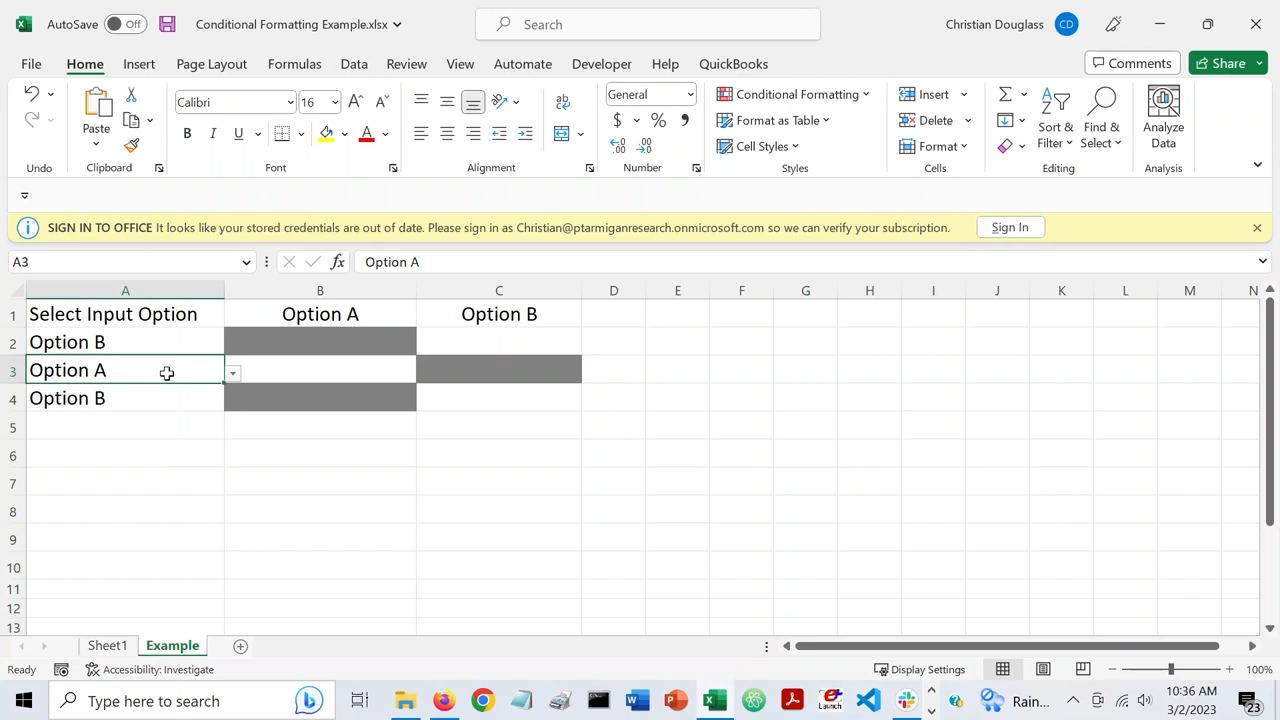 AutoSave Off Conditional Formatting Example.xlsx Search Christian Douglass CD
File Home Insert Page Layout Formulas Data Review View Automate Developer Help QuickBooks Comments Share
Paste
Calibri 16
B I U A
General
$ % ,
Conditional Formatting
Format as Table
Cell Styles
Insert
Delete
Format
Sort & Filter
Find & Select
Analyze Data
Undo Clipboard Font Alignment Number Styles Cells Editing Analysis
SIGN IN TO OFFICE It looks like your stored credentials are out of date. Please sign in as Christian@ptarmiganresearch.onmicrosoft.com so we can verify your subscription. Sign In
A3 fx Option A
A B C D E F G H I J K L M N
1 Select Input Option Option A Option B
2 Option B
3 Option A
4 Option B
5
6
7
8
9
10
11
12
13
Sheet1 Example
Ready Accessibility: Investigate Display Settings 100%
Type here to search Rain... 10:36 AM
3/2/2023 23